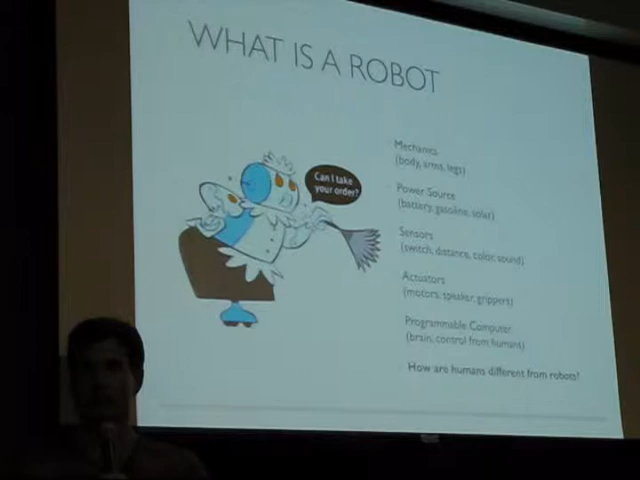 WHAT IS A ROBOT
Can I take
your order?
Mechanics
(body, arms, legs)
Power Source
(battery, gasoline, solar)
Sensors
(switch, distance, color, sound)
Actuators
(motors, speaker, grippers)
Programmable Computer
(brain, control from humans)
How are humans different from robots?